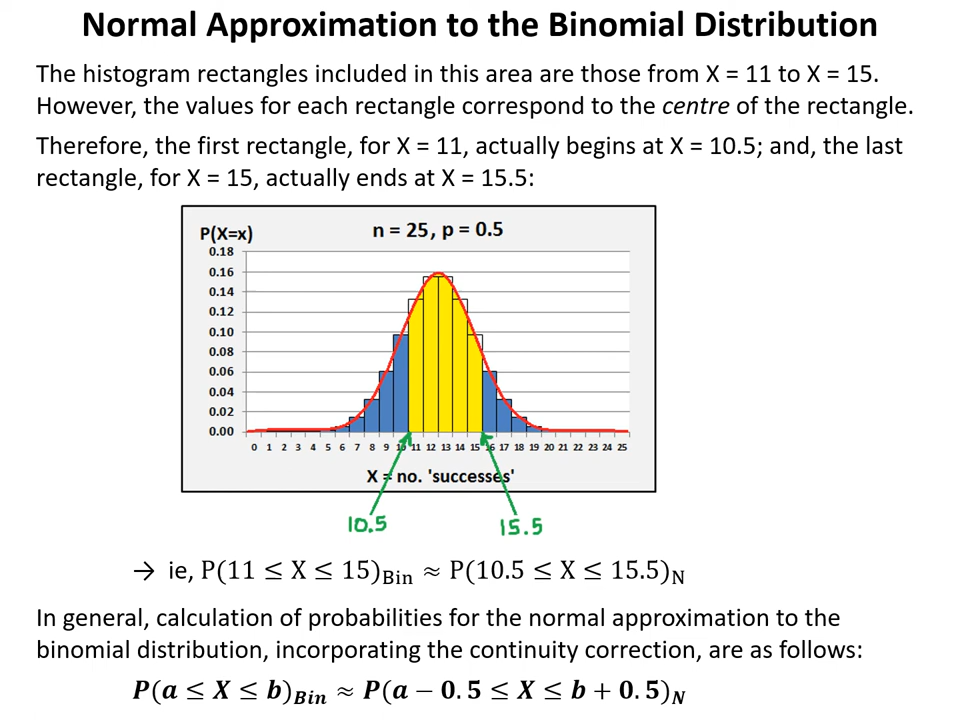 Normal Approximation to the Binomial Distribution
The histogram rectangles included in this area are those from X = 11 to X = 15.
However, the values for each rectangle correspond to the centre of the rectangle.
Therefore, the first rectangle, for X = 11, actually begins at X = 10.5; and, the last
rectangle, for X = 15, actually ends at X = 15.5:
P(X=x)
n = 25, p = 0.5
0.18
0.16
0.14
0.12
0.10
0.08
0.06
0.04
0.02
0.00
0 1 2 3 4 5 6 7 8 9 10 11 12 13 14 15 16 17 18 19 20 21 22 23 24 25
X = no. 'successes'
10.5
15.5
→ ie, P(11 ≤ X ≤ 15)Bin ≈ P(10.5 ≤ X ≤ 15.5)N
In general, calculation of probabilities for the normal approximation to the
binomial distribution, incorporating the continuity correction, are as follows:
P(a ≤ X ≤ b)Bin ≈ P(a − 0.5 ≤ X ≤ b + 0.5)N